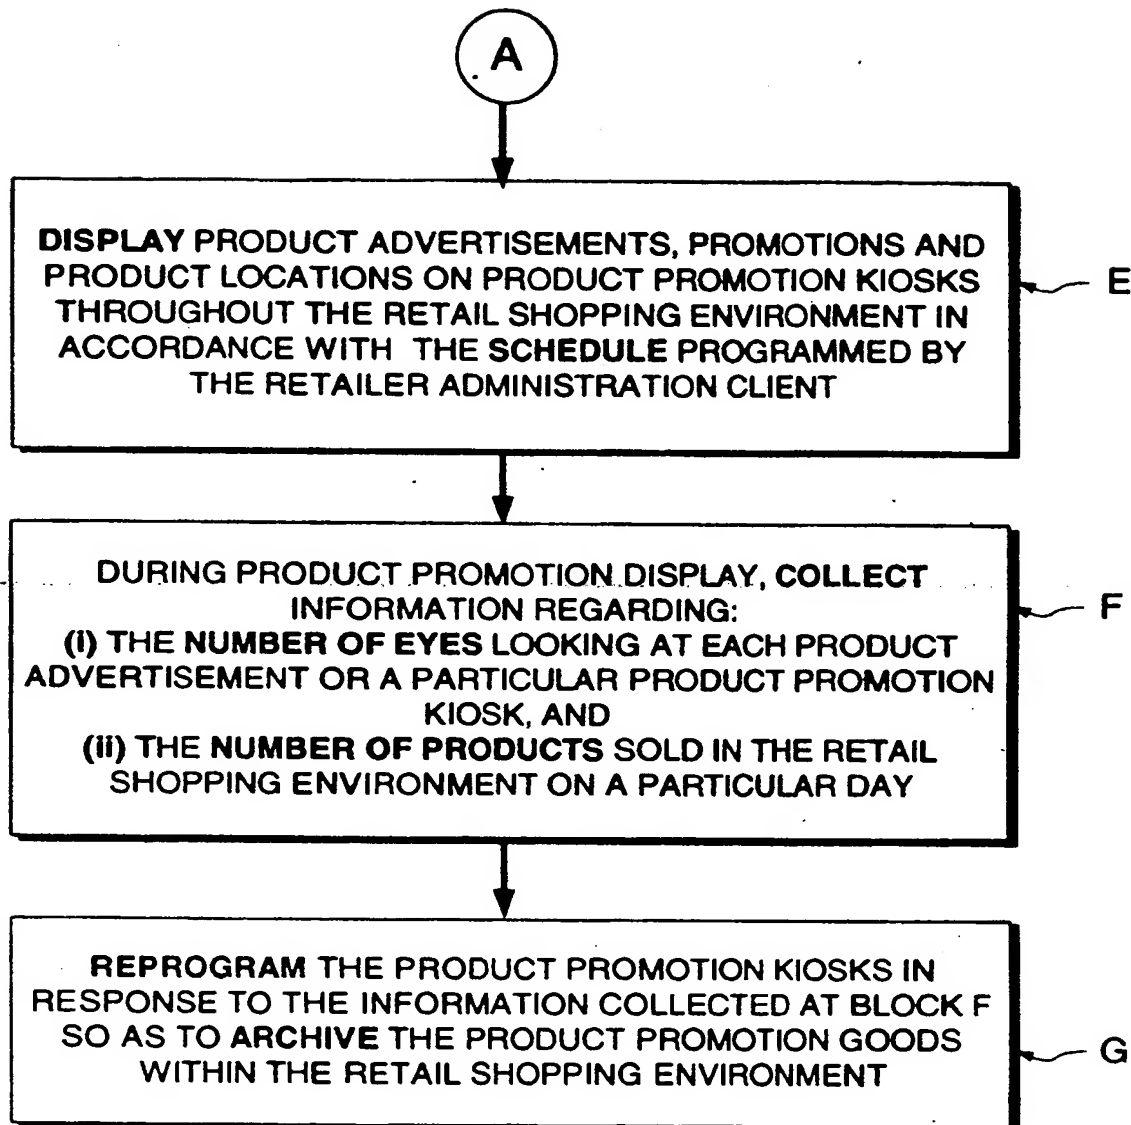 A
DISPLAY PRODUCT ADVERTISEMENTS, PROMOTIONS AND
PRODUCT LOCATIONS ON PRODUCT PROMOTION KIOSKS
THROUGHOUT THE RETAIL SHOPPING ENVIRONMENT IN
ACCORDANCE WITH THE SCHEDULE PROGRAMMED BY
THE RETAILER ADMINISTRATION CLIENT
E
DURING PRODUCT PROMOTION DISPLAY, COLLECT
INFORMATION REGARDING:
(i) THE NUMBER OF EYES LOOKING AT EACH PRODUCT
ADVERTISEMENT OR A PARTICULAR PRODUCT PROMOTION
KIOSK, AND
(ii) THE NUMBER OF PRODUCTS SOLD IN THE RETAIL
SHOPPING ENVIRONMENT ON A PARTICULAR DAY
F
REPROGRAM THE PRODUCT PROMOTION KIOSKS IN
RESPONSE TO THE INFORMATION COLLECTED AT BLOCK F
SO AS TO ARCHIVE THE PRODUCT PROMOTION GOODS
WITHIN THE RETAIL SHOPPING ENVIRONMENT
G